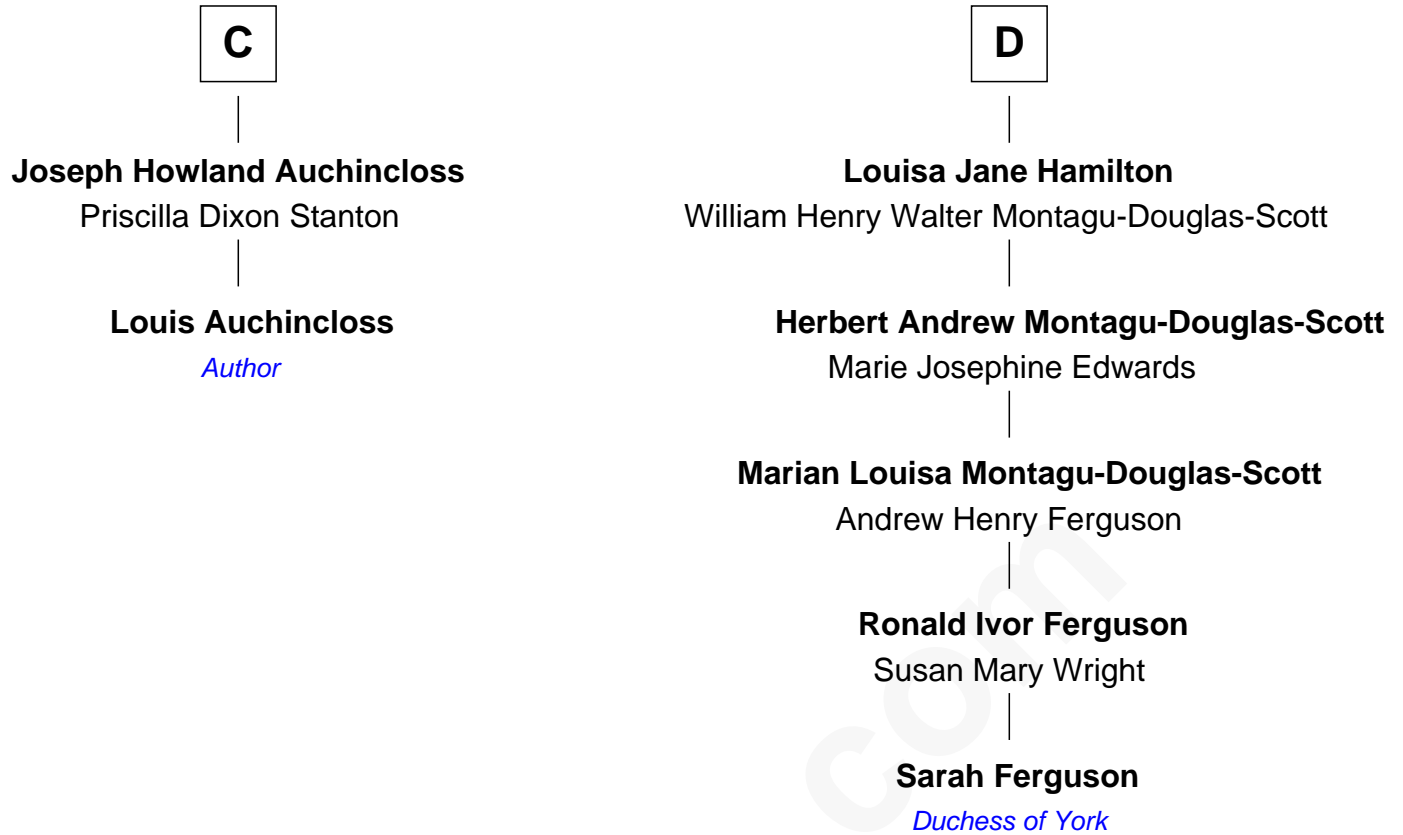 C
Joseph Howland Auchincloss
Priscilla Dixon Stanton
Louis Auchincloss
Author
D
Louisa Jane Hamilton
William Henry Walter Montagu-Douglas-Scott
Herbert Andrew Montagu-Douglas-Scott
Marie Josephine Edwards
Marian Louisa Montagu-Douglas-Scott
Andrew Henry Ferguson
Ronald Ivor Ferguson
Susan Mary Wright
Sarah Ferguson
Duchess of York
com